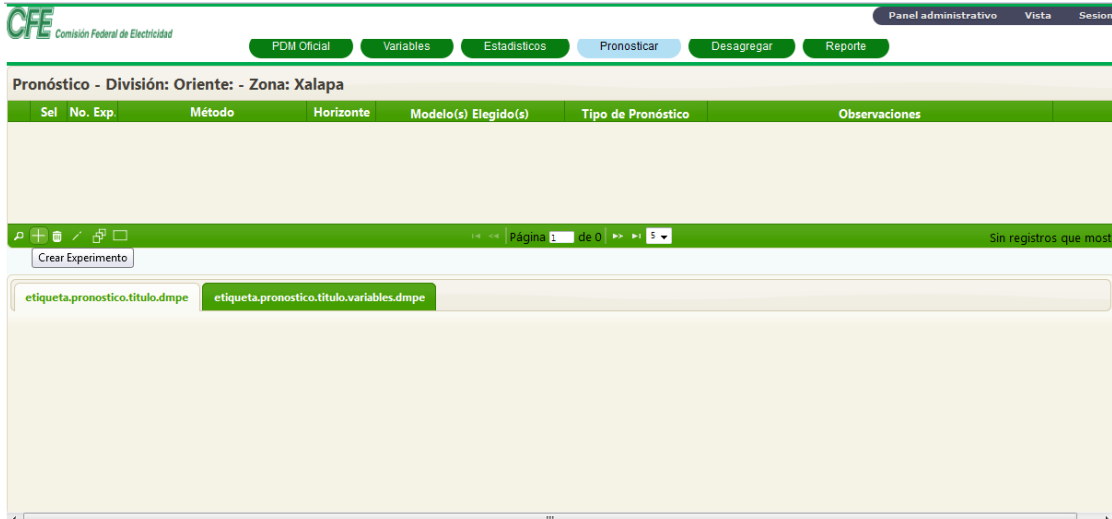 CFE Comisión Federal de Electricidad
Panel administrativo Vista Sesion
PDM Oficial Variables Estadisticos Pronosticar Desagregar Reporte
Pronóstico - División: Oriente: - Zona: Xalapa
Sel No. Exp. Método Horizonte Modelo(s) Elegido(s) Tipo de Pronóstico Observaciones
Página 1 de 0 5 Sin registros que most
Crear Experimento
etiqueta.pronostico.titulo.dmpe etiqueta.pronostico.titulo.variables.dmpe